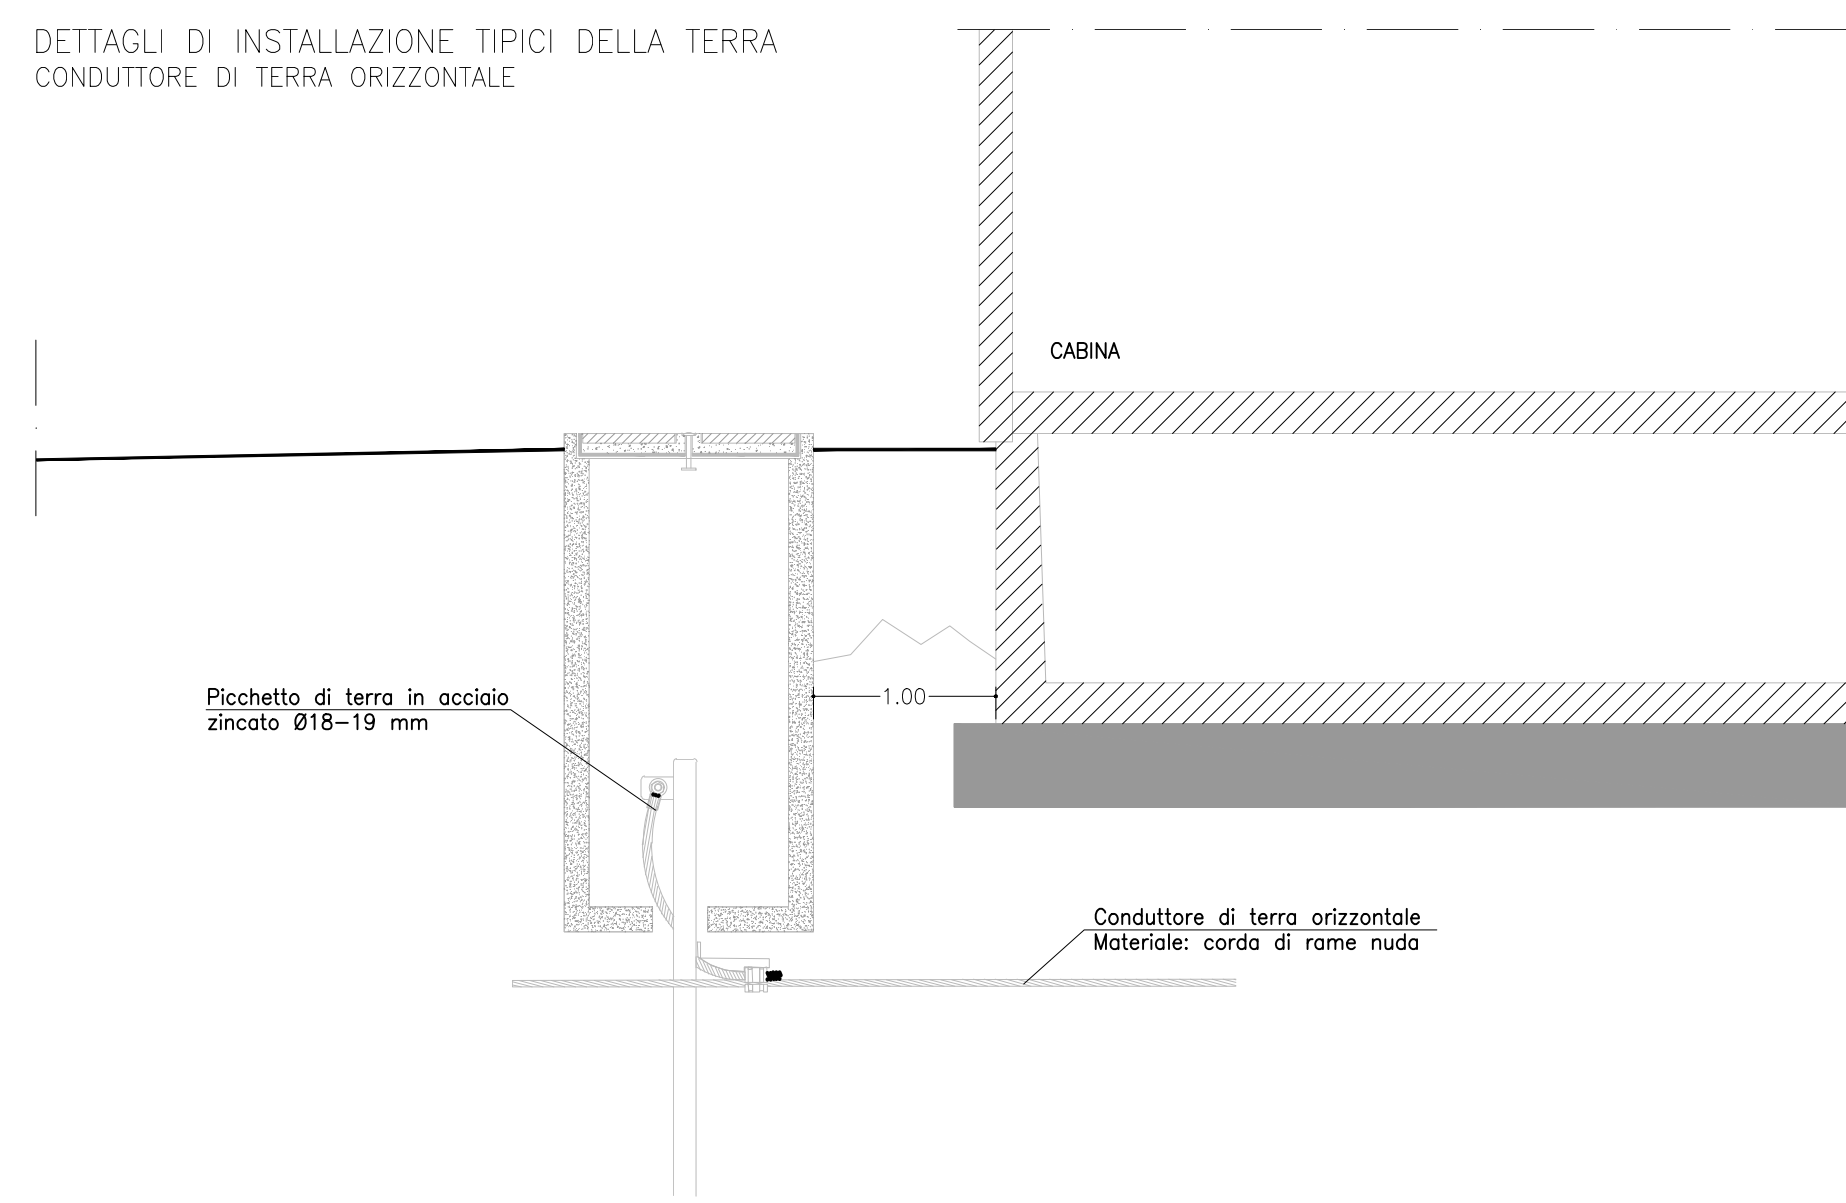 DETTAGLI DI INSTALLAZIONE TIPICI DELLA TERRA
CONDUTTORE DI TERRA ORIZZONTALE
CABINA
Picchetto di terra in acciaio
zincato Ø18-19 mm
1.00
Conduttore di terra orizzontale
Materiale: corda di rame nuda